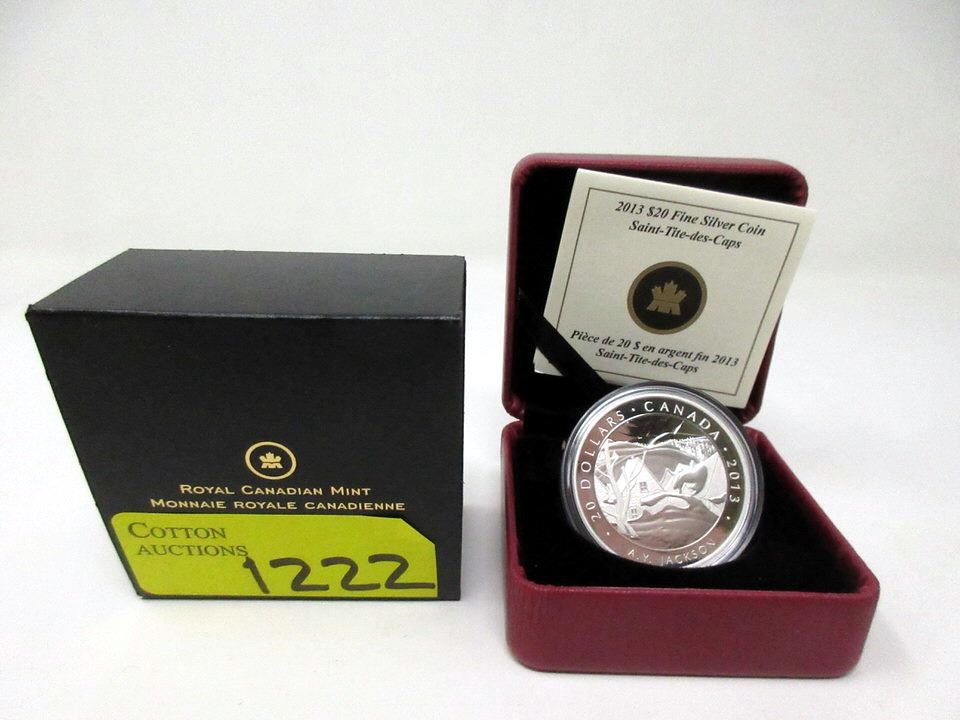 ROYAL CANADIAN MINT
MONNAIE ROYALE CANADIENNE
COTTON
AUCTIONS
1222
2013 $20 Fine Silver Coin
Saint-Tite-des-Caps
Pièce de 20 $ en argent fin 2013
Saint-Tite-des-Caps
20 DOLLARS • CANADA • 2013 •
A.Y. JACKSON